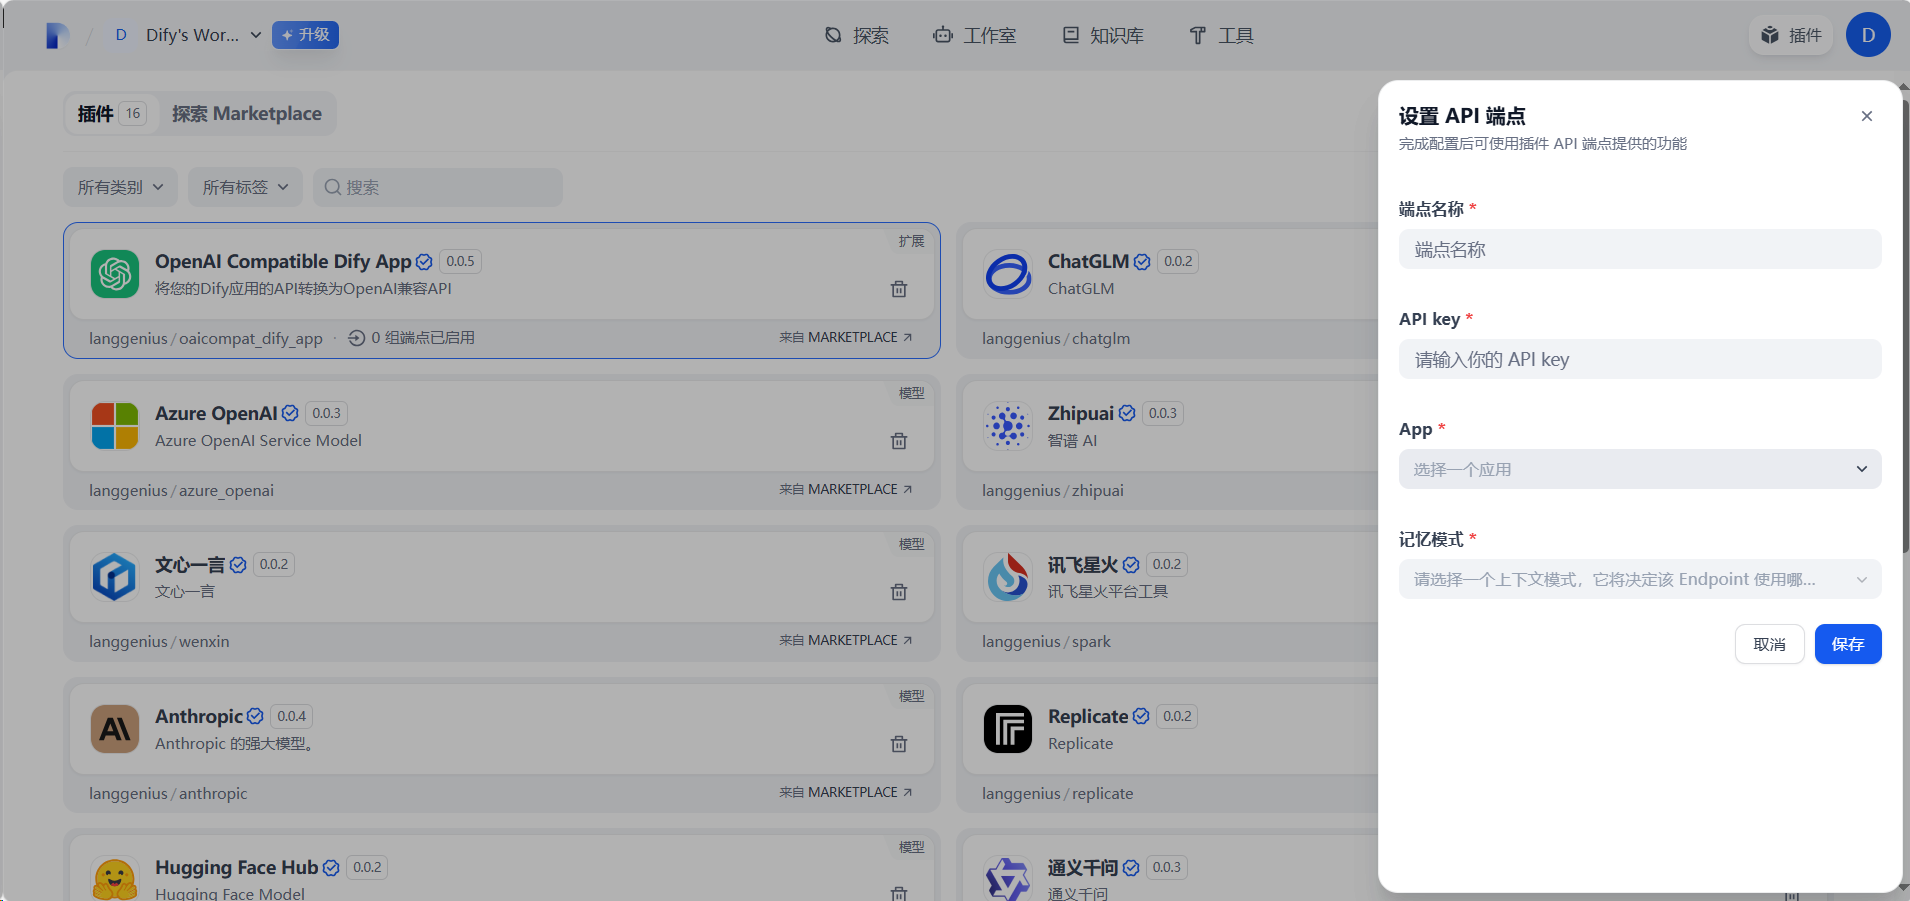 D Dify's Wor... 升级 探索 工作室 知识库 工具 插件 D
插件 16 探索 Marketplace
所有类别 所有标签 搜索
扩展
OpenAI Compatible Dify App 0.0.5
将您的Dify应用的API转换为OpenAI兼容API
langgenius / oaicompat_dify_app · 0 组端点已启用 来自 MARKETPLACE
ChatGLM 0.0.2
ChatGLM
langgenius / chatglm
模型
Azure OpenAI 0.0.3
Azure OpenAI Service Model
langgenius / azure_openai 来自 MARKETPLACE
Zhipuai 0.0.3
智谱 AI
langgenius / zhipuai
模型
文心一言 0.0.2
文心一言
langgenius / wenxin 来自 MARKETPLACE
讯飞星火 0.0.2
讯飞星火平台工具
langgenius / spark
模型
Anthropic 0.0.4
Anthropic 的强大模型。
langgenius / anthropic 来自 MARKETPLACE
Replicate 0.0.2
Replicate
langgenius / replicate
模型
Hugging Face Hub 0.0.2
Hugging Face Model
通义千问 0.0.3
通义千问
设置 API 端点
完成配置后可使用插件 API 端点提供的功能
端点名称 *
端点名称
API key *
请输入你的 API key
App *
选择一个应用
记忆模式 *
请选择一个上下文模式，它将决定该 Endpoint 使用哪...
取消 保存